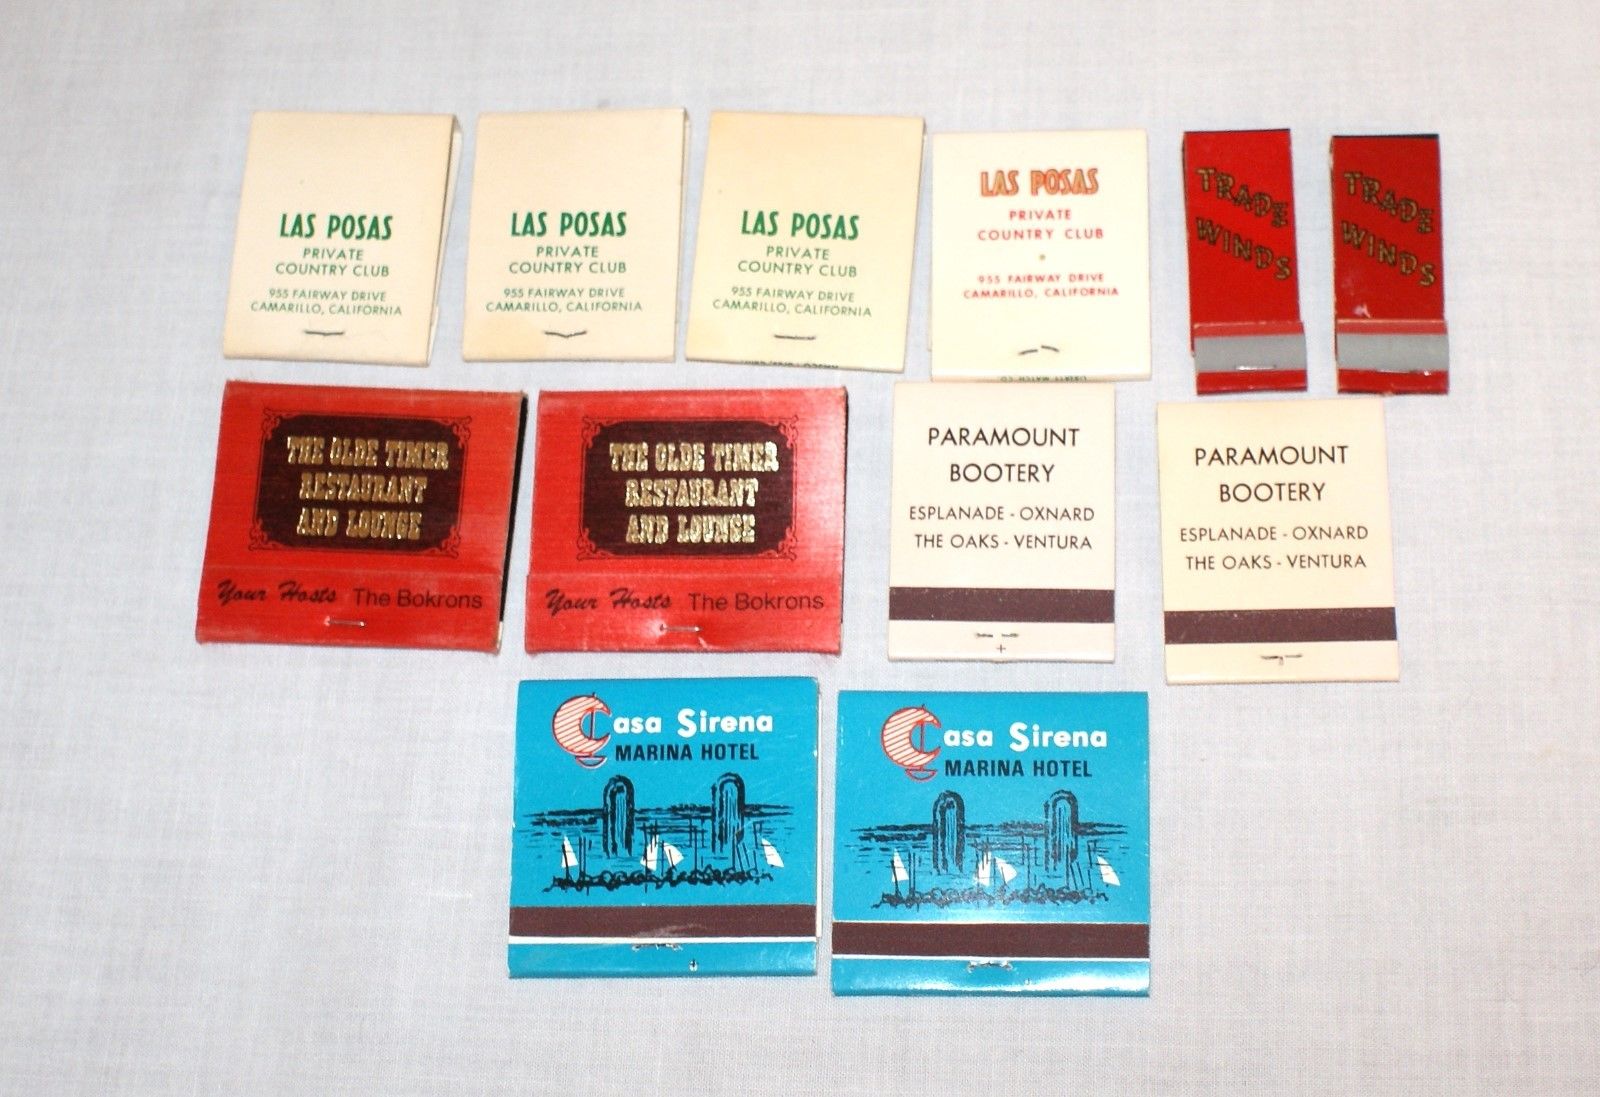 LAS POSAS
PRIVATE
COUNTRY CLUB
955 FAIRWAY DRIVE
CAMARILLO, CALIFORNIA
LAS POSAS
PRIVATE
COUNTRY CLUB
955 FAIRWAY DRIVE
CAMARILLO, CALIFORNIA
LAS POSAS
PRIVATE
COUNTRY CLUB
955 FAIRWAY DRIVE
CAMARILLO, CALIFORNIA
LAS POSAS
PRIVATE
COUNTRY CLUB
955 FAIRWAY DRIVE
CAMARILLO, CALIFORNIA
TRADE
WINDS
TRADE
WINDS
THE OLDE TIMER
RESTAURANT
AND LOUNGE
Your Hosts The Bokrons
THE OLDE TIMER
RESTAURANT
AND LOUNGE
Your Hosts The Bokrons
PARAMOUNT
BOOTERY
ESPLANADE - OXNARD
THE OAKS - VENTURA
PARAMOUNT
BOOTERY
ESPLANADE - OXNARD
THE OAKS - VENTURA
Casa Sirena
MARINA HOTEL
Casa Sirena
MARINA HOTEL